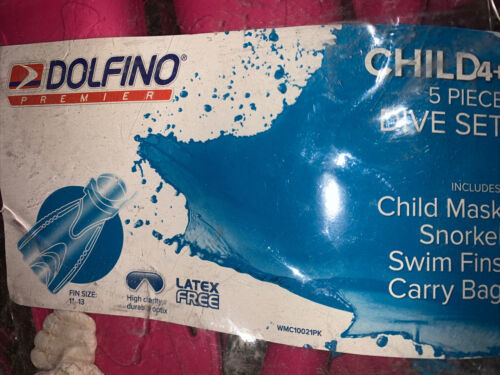 DOLFINO®
PREMIER
CHILD4+
5 PIECE
DIVE SET
INCLUDES
Child Mask
Snorkel
Swim Fins
Carry Bag
FIN SIZE:
11-13
High clarity
durable optix
LATEX
FREE
WMC10021PK